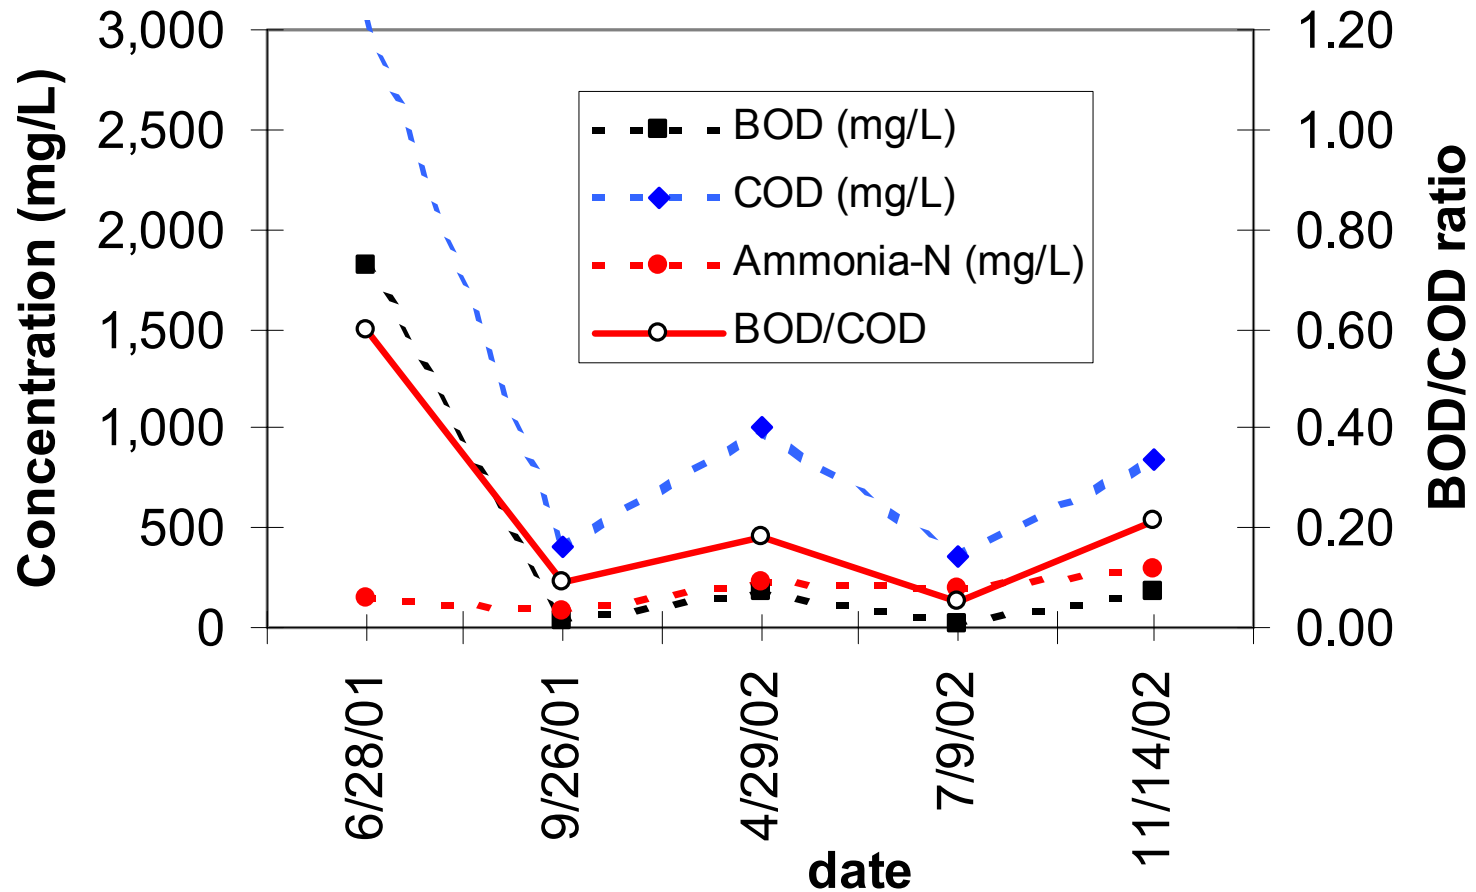 Concentration (mg/L)
3,000
2,500
2,000
1,500
1,000
500
0
BOD (mg/L)
COD (mg/L)
Ammonia-N (mg/L)
BOD/COD
1.20
1.00
0.80
0.60
0.40
0.20
0.00
BOD/COD ratio
6/28/01
9/26/01
4/29/02
7/9/02
11/14/02
date